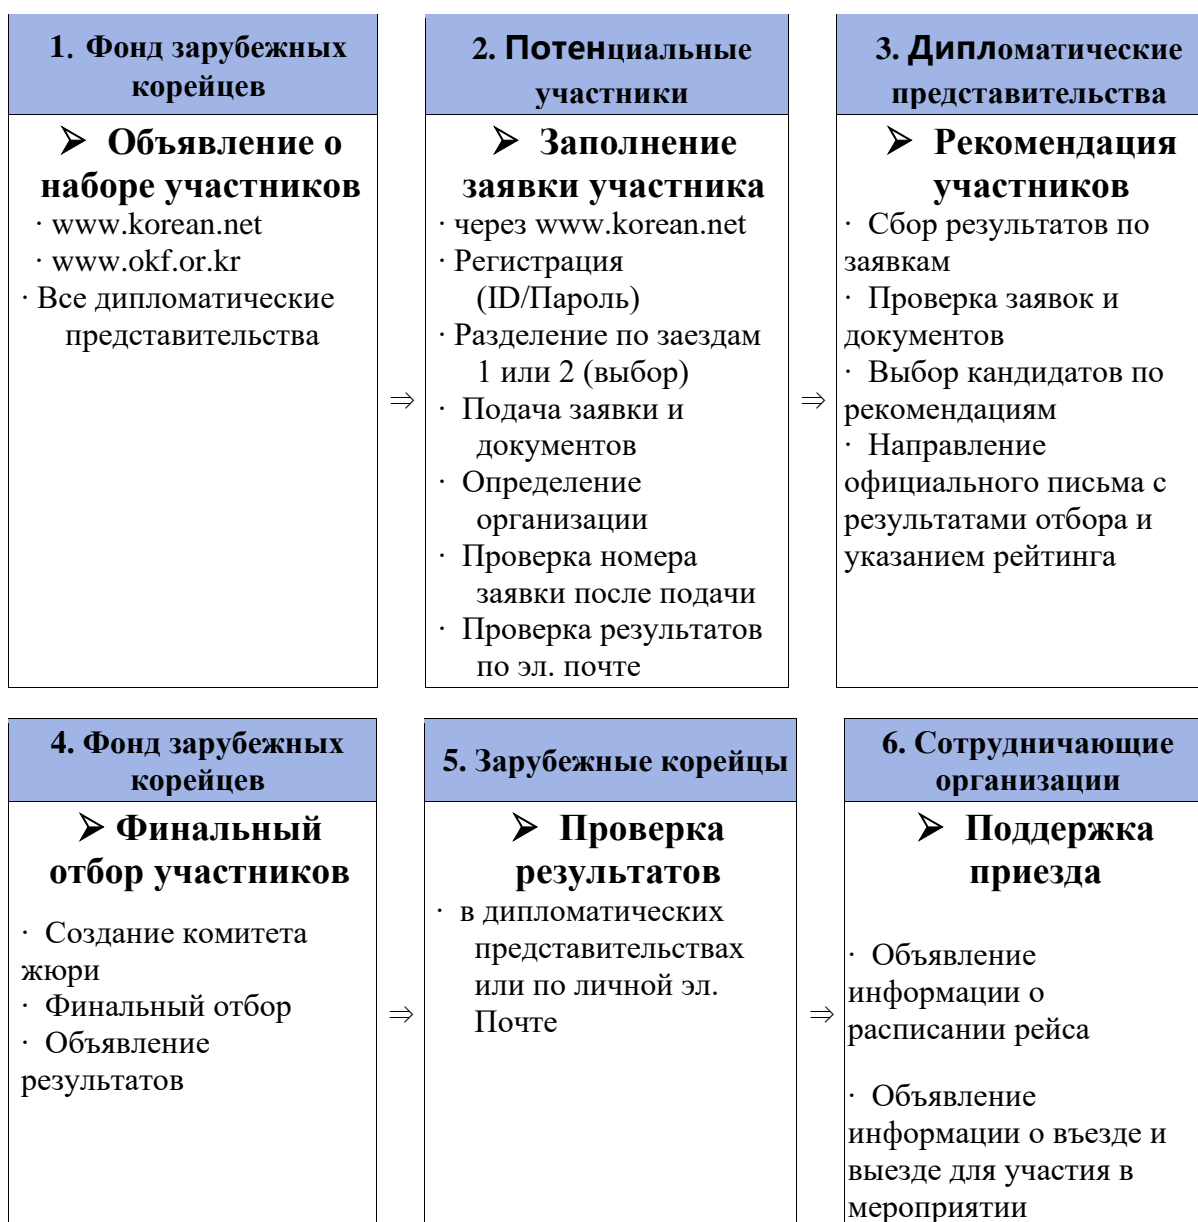 1. Фонд зарубежных
корейцев
➢ Объявление о
наборе участников
· www.korean.net
· www.okf.or.kr
· Все дипломатические
представительства
⇒
2. Потенциальные
участники
➢ Заполнение
заявки участника
· через www.korean.net
· Регистрация
(ID/Пароль)
· Разделение по заездам
1 или 2 (выбор)
· Подача заявки и
документов
· Определение
организации
· Проверка номера
заявки после подачи
· Проверка результатов
по эл. почте
⇒
3. Дипломатические
представительства
➢ Рекомендация
участников
· Сбор результатов по
заявкам
· Проверка заявок и
документов
· Выбор кандидатов по
рекомендациям
· Направление
официального письма с
результатами отбора и
указанием рейтинга
4. Фонд зарубежных
корейцев
➢ Финальный
отбор участников
· Создание комитета
жюри
· Финальный отбор
· Объявление
результатов
⇒
5. Зарубежные корейцы
➢ Проверка
результатов
· в дипломатических
представительствах
или по личной эл.
Почте
⇒
6. Сотрудничающие
организации
➢ Поддержка
приезда
· Объявление
информации о
расписании рейса
· Объявление
информации о въезде и
выезде для участия в
мероприятии